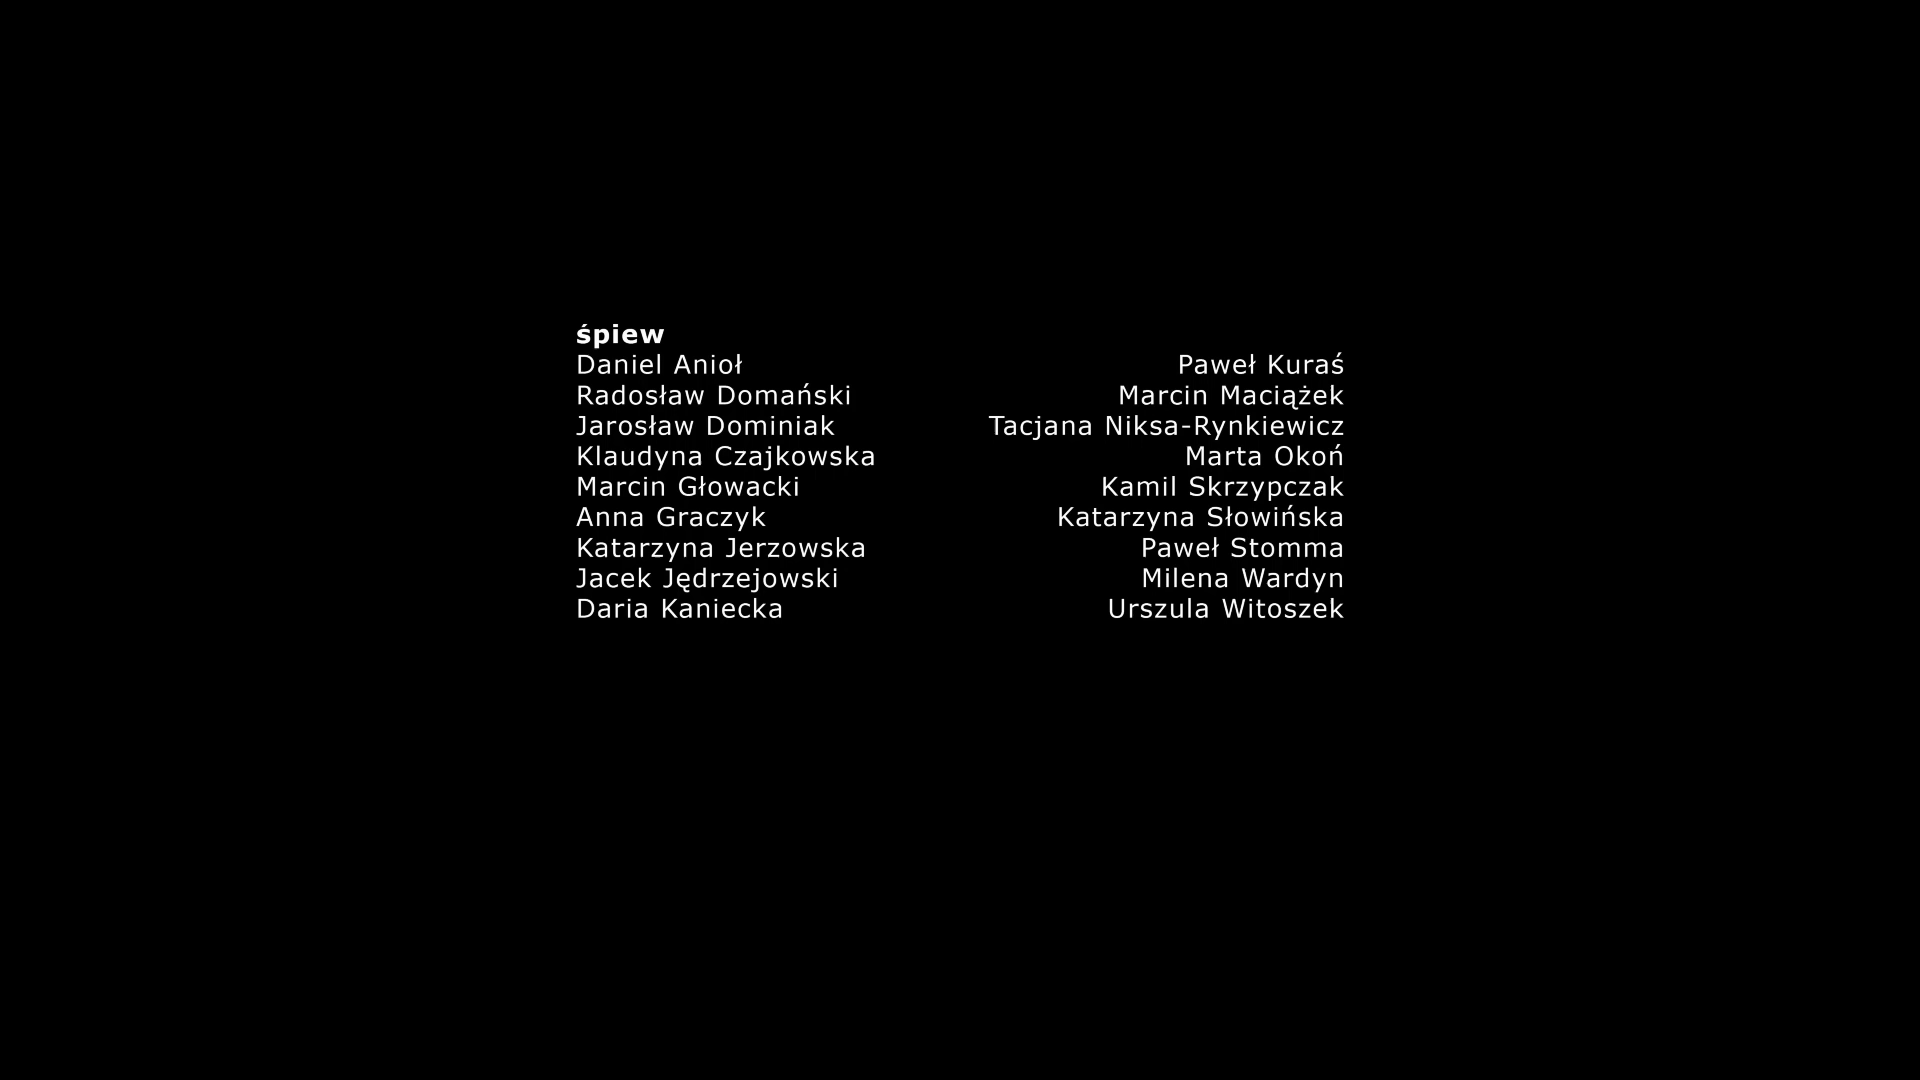 śpiew
Daniel Anioł Paweł Kuraś
Radosław Domański Marcin Maciążek
Jarosław Dominiak Tacjana Niksa-Rynkiewicz
Klaudyna Czajkowska Marta Okoń
Marcin Głowacki Kamil Skrzypczak
Anna Graczyk Katarzyna Słowińska
Katarzyna Jerzowska Paweł Stomma
Jacek Jędrzejowski Milena Wardyn
Daria Kaniecka Urszula Witoszek